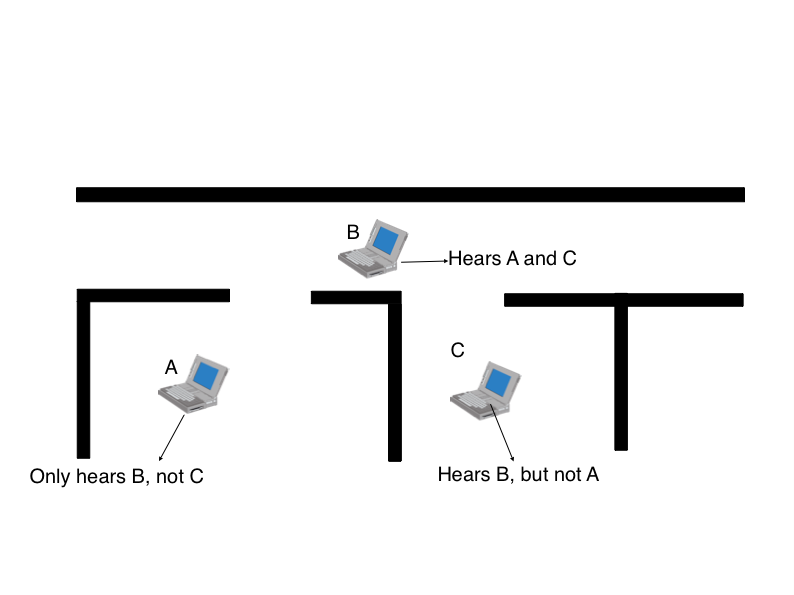 B
Hears A and C
A
C
Only hears B, not C
Hears B, but not A